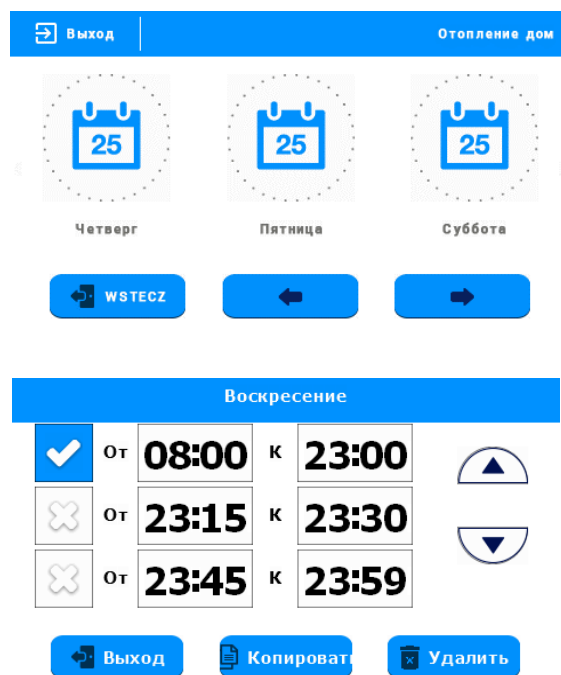 Выход Отопление дом
25 25 25
Четверг Пятница Суббота
WSTECZ
Воскресение
От 08:00 К 23:00
От 23:15 К 23:30
От 23:45 К 23:59
Выход Копироват Удалить